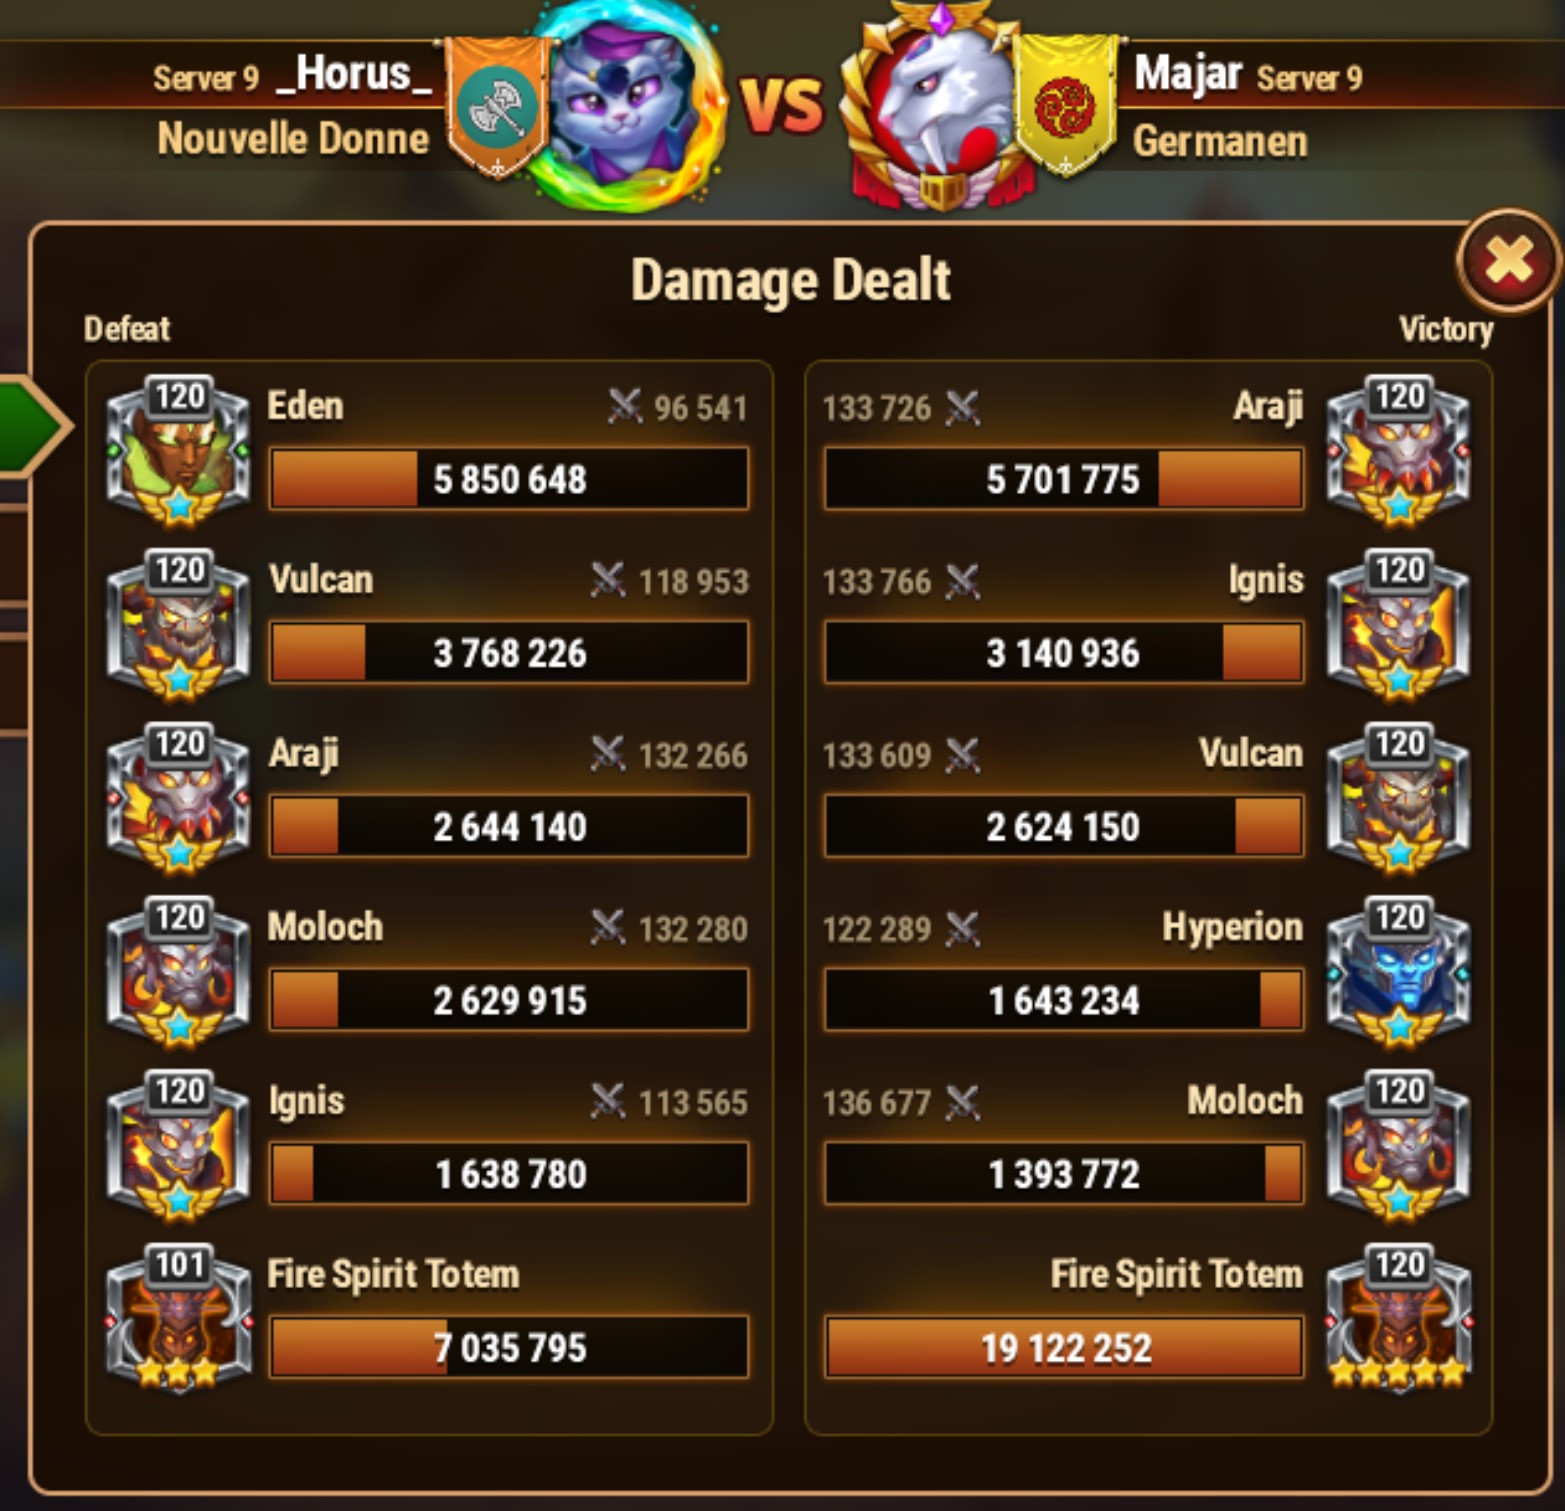 Server 9 _Horus_ VS Majar Server 9
Nouvelle Donne Germanen
Damage Dealt
Defeat Victory
120 Eden 96 541
5 850 648
133 726 Araji 120
5 701 775
120 Vulcan 118 953
3 768 226
133 766 Ignis 120
3 140 936
120 Araji 132 266
2 644 140
133 609 Vulcan 120
2 624 150
120 Moloch 132 280
2 629 915
122 289 Hyperion 120
1 643 234
120 Ignis 113 565
1 638 780
136 677 Moloch 120
1 393 772
101 Fire Spirit Totem
7 035 795
Fire Spirit Totem 120
19 122 252